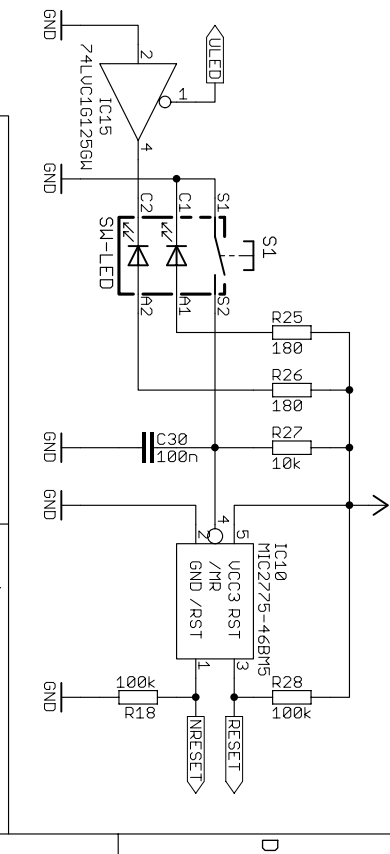 GND
2
74LVC1G125GW
IC15
1
VLED
4
GND
C2
C1
S1
SW-LED
S1
A2
A1
S2
R25
180
R26
180
R27
10k
C30
100n
GND
GND
2
4
5
IC10
MIC2775-46BM5
VCC3 RST
/MR
GND /RST
1
3
100k
R18
GND
R28
100k
NRESET
RESET
D